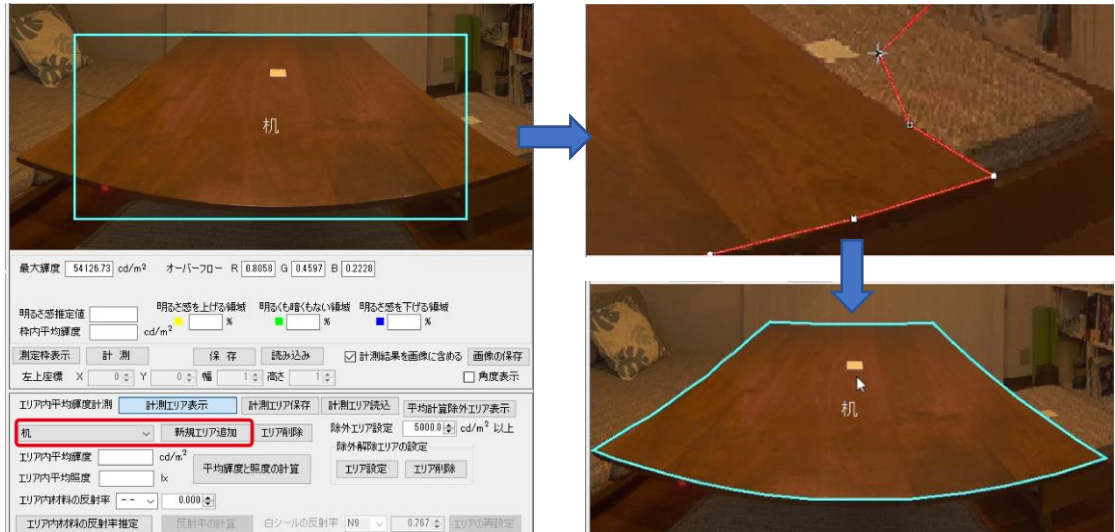 机
最大輝度 54126.73 cd/m² オーバーフロー R 0.8058 G 0.4597 B 0.2228
明るさ感を上げる領域 明るくも暗くもない領域 明るさ感を下げる領域
明るさ感推定値 % % %
枠内平均輝度 cd/m²
測定枠表示 計 測 保 存 読み込み 計測結果を画像に含める 画像の保存
左上座標 X 0 Y 0 幅 1 高さ 1 角度表示
エリア内平均輝度計測 計測エリア表示 計測エリア保存 計測エリア読込 平均計算除外エリア表示
机 新規エリア追加 エリア削除 除外エリア設定 5000.0 cd/m² 以上
除外解除エリアの設定
エリア内平均輝度 cd/m² 平均輝度と照度の計算 エリア設定 エリア削除
エリア内平均照度 lx
エリア内材料の反射率 -- 0.000
エリア内材料の反射率推定 反射率の計算 白シールの反射率 N9 0.767 エリアの再設定
机